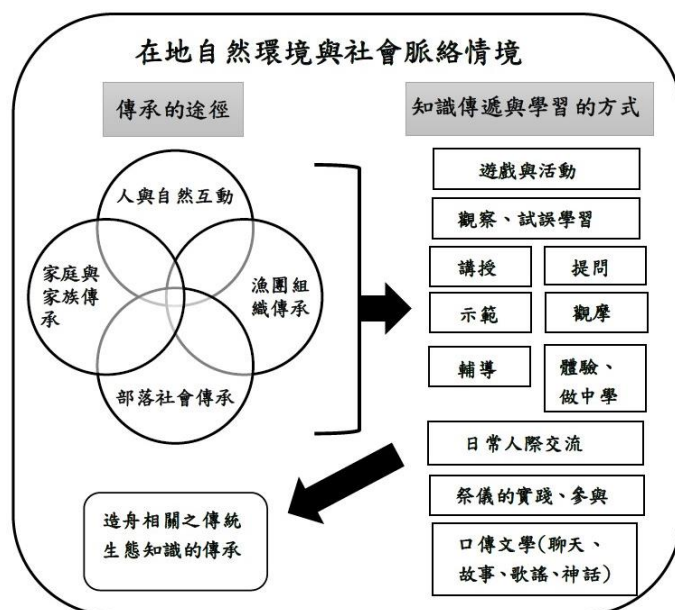 在地自然環境與社會脈絡情境
傳承的途徑
人與自然互動
家庭與
家族傳
承
漁團組
織傳承
部落社會傳承
知識傳遞與學習的方式
遊戲與活動
觀察、試誤學習
講授
提問
示範
觀摩
輔導
體驗、
做中學
日常人際交流
祭儀的實踐、參與
口傳文學(聊天、
故事、歌謠、神話)
造舟相關之傳統
生態知識的傳承